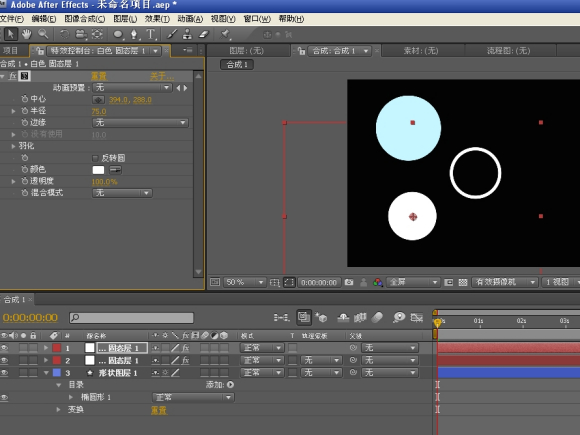 Adobe After Effects - 未命名项目.aep *
文件(F) 编辑(E) 图像合成(C) 图层(L) 效果(T) 动画(A) 视图(V) 窗口(W) 帮助(H)
项目 特效控制台: 白色 固态层 1
图层: (无) 合成: 合成 1 素材: (无) 流程图: (无)
合成 1 • 白色 固态层 1
合成 1
fx 圆 重置 关于...
动画预置: 无
中心 394.0, 288.0
半径 75.0
边缘 无
没有使用 10.0
羽化
反转圆
颜色
透明度 100.0%
混合模式 无
50 % 0:00:00:00 全屏 有效摄像机 1 视图
合成 1
0:00:00:00
01s 02s 03s
# 源名称 模式 T 轨道蒙板 父级
1 ... 固态层 1 fx 正常 无
2 ... 固态层 1 fx 正常 无 无
3 形状图层 1 正常 无 无
目录 添加:
椭圆形 1 正常
变换 重置